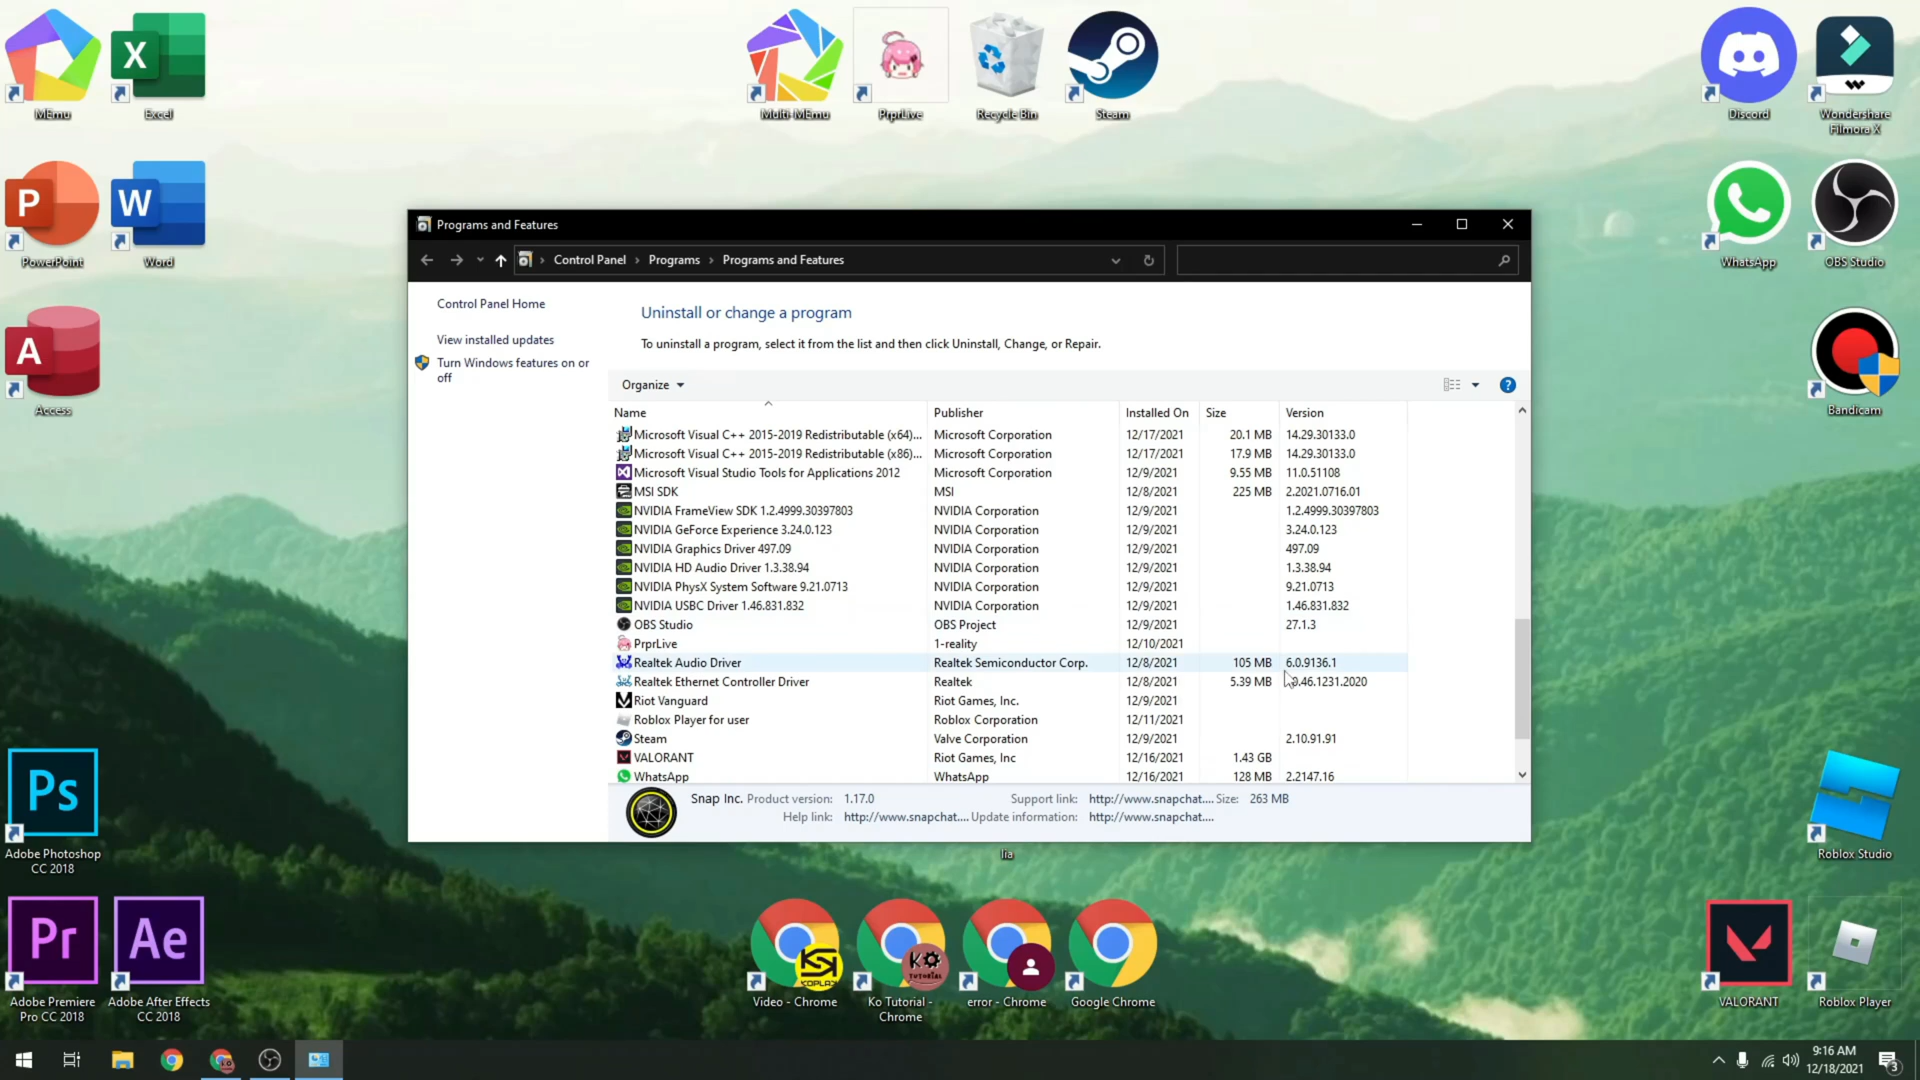 MEmu
Excel
Multi-MEmu
PrprLive
Recycle Bin
Steam
Discord
Wondershare
Filmora X
PowerPoint
Word
WhatsApp
OBS Studio
Access
Bandicam
Programs and Features
Control Panel
Programs
Programs and Features
Control Panel Home
View installed updates
Turn Windows features on or
off
Uninstall or change a program
To uninstall a program, select it from the list and then click Uninstall, Change, or Repair.
Organize
Name Publisher Installed On Size Version
Microsoft Visual C++ 2015-2019 Redistributable (x64)... Microsoft Corporation 12/17/2021 20.1 MB 14.29.30133.0
Microsoft Visual C++ 2015-2019 Redistributable (x86)... Microsoft Corporation 12/17/2021 17.9 MB 14.29.30133.0
Microsoft Visual Studio Tools for Applications 2012 Microsoft Corporation 12/9/2021 9.55 MB 11.0.51108
MSI SDK MSI 12/8/2021 225 MB 2.2021.0716.01
NVIDIA FrameView SDK 1.2.4999.30397803 NVIDIA Corporation 12/9/2021 1.2.4999.30397803
NVIDIA GeForce Experience 3.24.0.123 NVIDIA Corporation 12/9/2021 3.24.0.123
NVIDIA Graphics Driver 497.09 NVIDIA Corporation 12/9/2021 497.09
NVIDIA HD Audio Driver 1.3.38.94 NVIDIA Corporation 12/9/2021 1.3.38.94
NVIDIA PhysX System Software 9.21.0713 NVIDIA Corporation 12/9/2021 9.21.0713
NVIDIA USBC Driver 1.46.831.832 NVIDIA Corporation 12/9/2021 1.46.831.832
OBS Studio OBS Project 12/9/2021 27.1.3
PrprLive 1-reality 12/10/2021
Realtek Audio Driver Realtek Semiconductor Corp. 12/8/2021 105 MB 6.0.9136.1
Realtek Ethernet Controller Driver Realtek 12/8/2021 5.39 MB 0.46.1231.2020
Riot Vanguard Riot Games, Inc. 12/9/2021
Roblox Player for user Roblox Corporation 12/11/2021
Steam Valve Corporation 12/9/2021 2.10.91.91
VALORANT Riot Games, Inc 12/16/2021 1.43 GB
WhatsApp WhatsApp 12/16/2021 128 MB 2.2147.16
Snap Inc. Product version: 1.17.0 Support link: http://www.snapchat.... Size: 263 MB
Help link: http://www.snapchat.... Update information: http://www.snapchat....
lia
Ps
Adobe Photoshop
CC 2018
Roblox Studio
Pr
Adobe Premiere
Pro CC 2018
Ae
Adobe After Effects
CC 2018
KOPLAY
Video - Chrome
KO
TUTORIAL
Ko Tutorial -
Chrome
error - Chrome
Google Chrome
VALORANT
Roblox Player
9:16 AM
12/18/2021
3